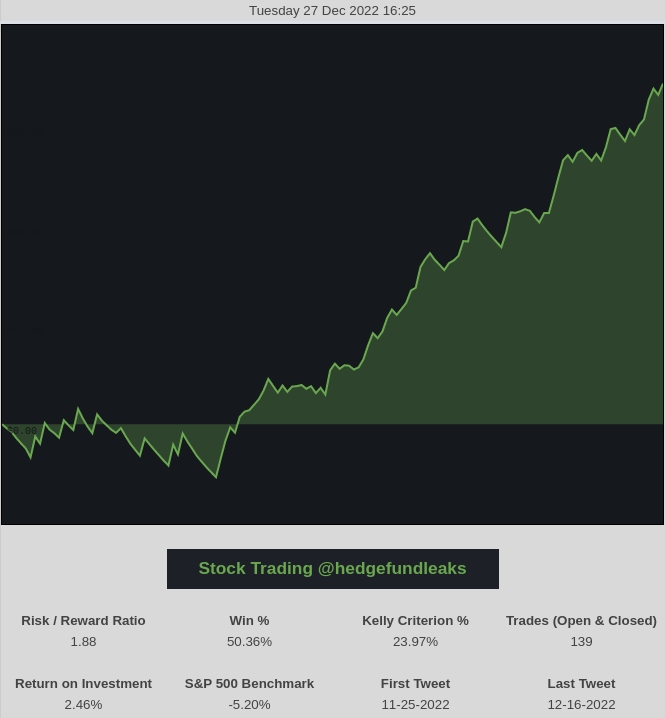 Tuesday 27 Dec 2022 16:25
Stock Trading @hedgefundleaks
Risk / Reward Ratio Win % Kelly Criterion % Trades (Open & Closed)
1.88 50.36% 23.97% 139
Return on Investment S&P 500 Benchmark First Tweet Last Tweet
2.46% -5.20% 11-25-2022 12-16-2022